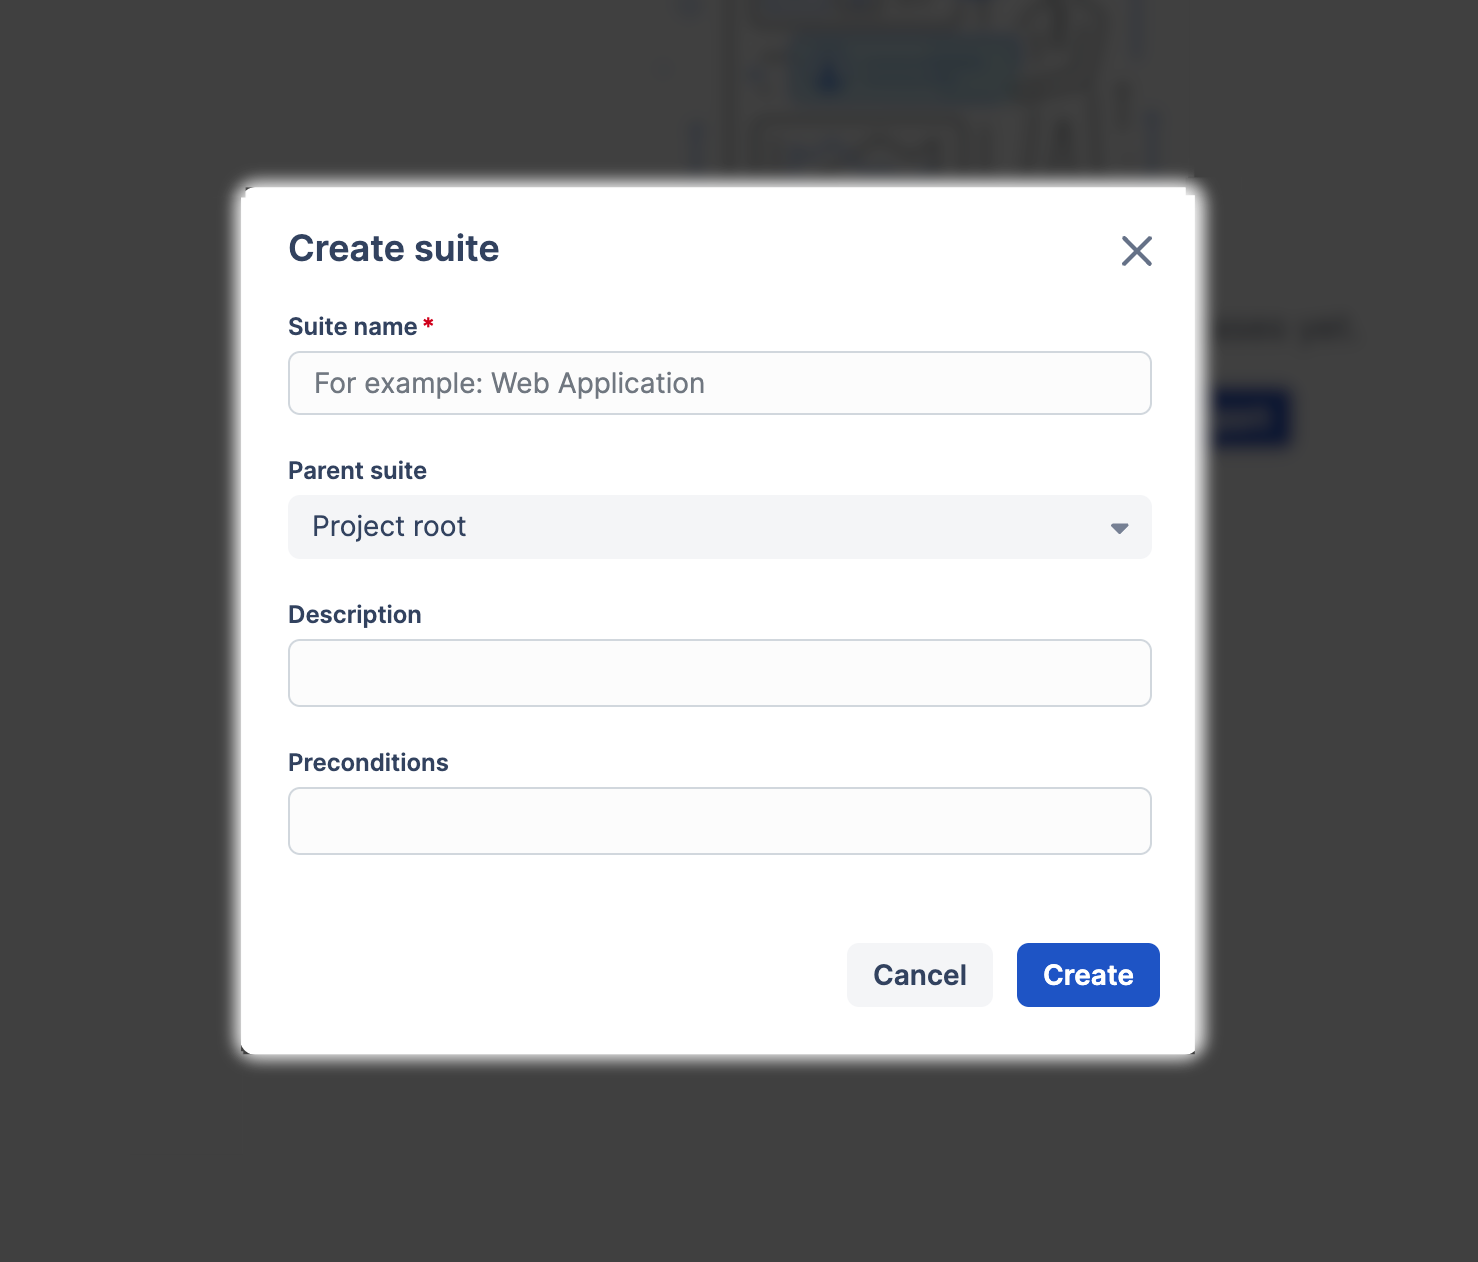 Create suite
Suite name *
For example: Web Application
Parent suite
Project root
Description
Preconditions
Cancel
Create